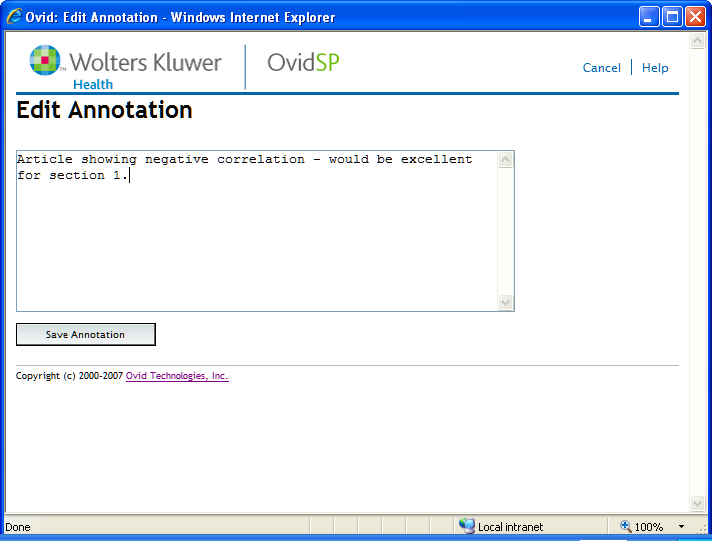 Ovid: Edit Annotation - Windows Internet Explorer
Wolters Kluwer
Health
OvidSP
Cancel | Help
Edit Annotation
Article showing negative correlation - would be excellent
for section 1.
Save Annotation
Copyright (c) 2000-2007 Ovid Technologies, Inc.
Done
Local intranet
100%